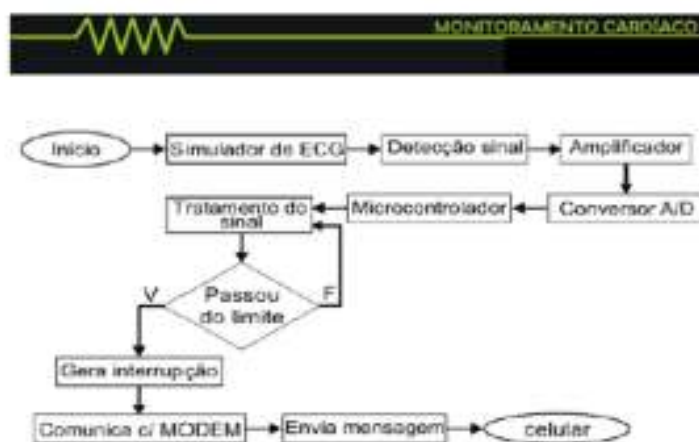 MONITORAMENTO CARDÍACO
Início
Simulador de ECG
Detecção sinal
Amplificador
Conversor A/D
Microcontrolador
Tratamento do
sinal
Passou
do limite
V
F
Gera interrupção
Comunica c/ MODEM
Envia mensagem
celular